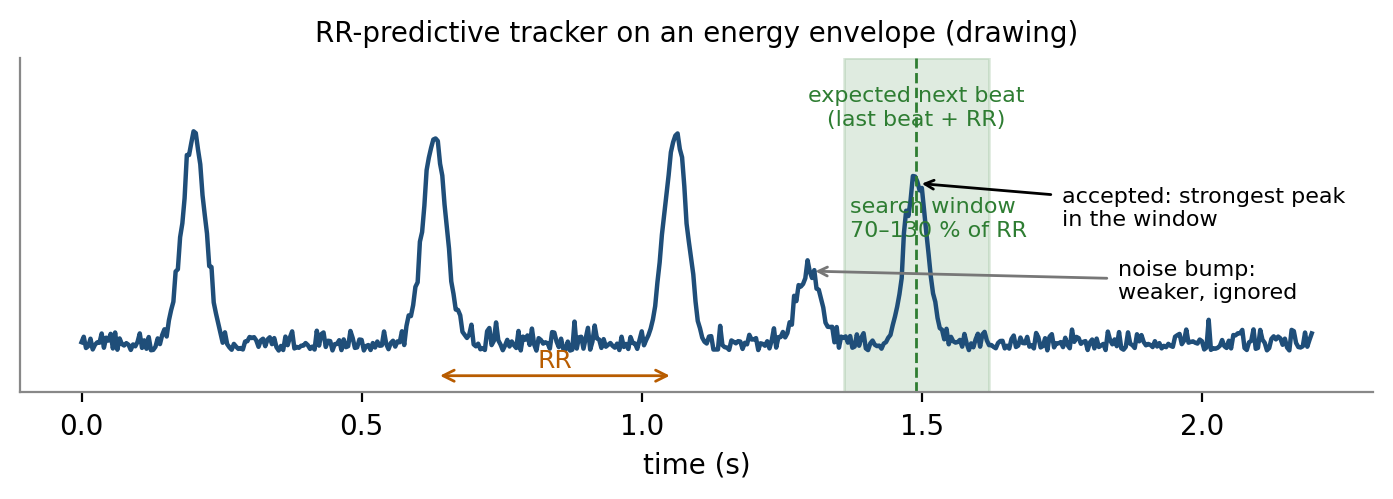 RR-predictive tracker on an energy envelope (drawing)
expected next beat
(last beat + RR)
search window
70–130 % of RR
accepted: strongest peak
in the window
noise bump:
weaker, ignored
RR
0.0
0.5
1.0
1.5
2.0
time (s)